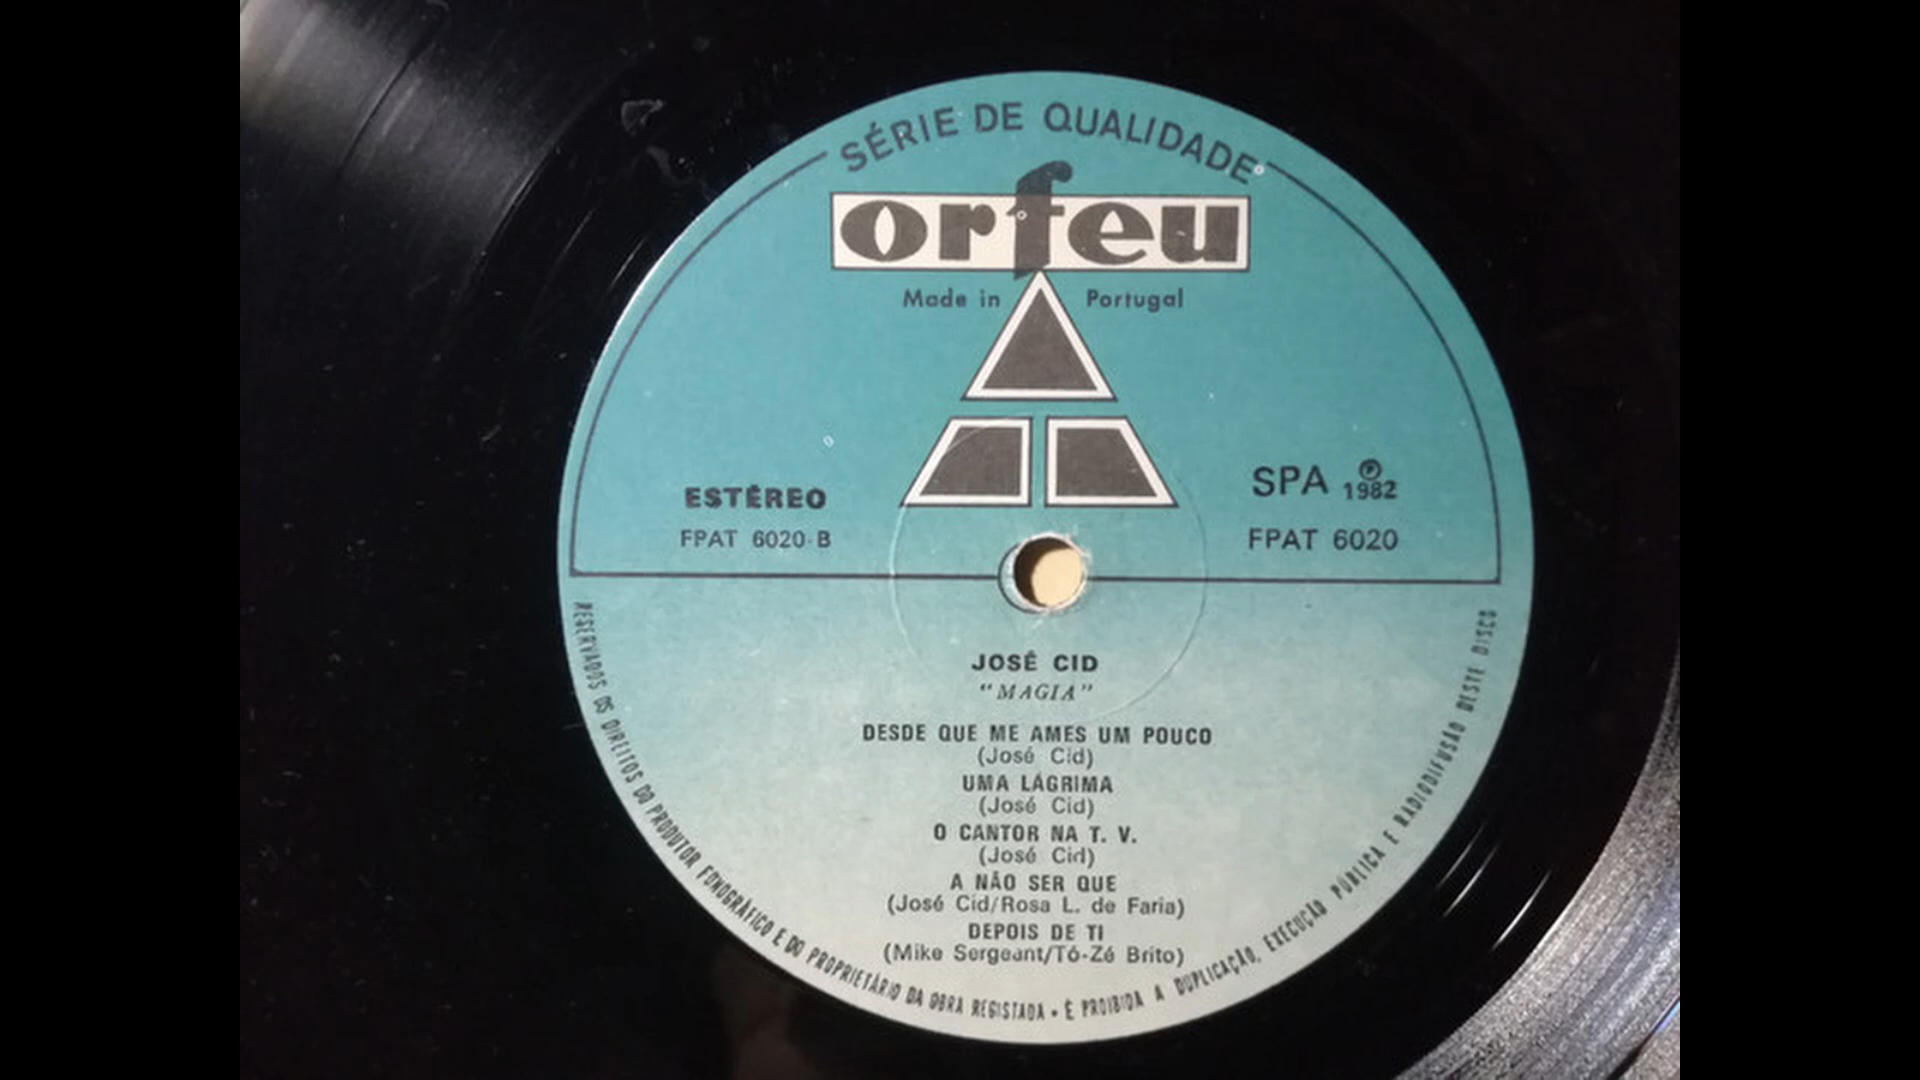 SÉRIE DE QUALIDADE
orfeu
Made in Portugal
ESTÉREO
FPAT 6020-B
SPA ℗ 1982
FPAT 6020
JOSÉ CID
"MAGIA"
DESDE QUE ME AMES UM POUCO
(José Cid)
UMA LÁGRIMA
(José Cid)
O CANTOR NA T. V.
(José Cid)
A NÃO SER QUE
(José Cid/Rosa L. de Faria)
DEPOIS DE TI
(Mike Sergeant/Tó-Zé Brito)
RESERVADOS OS DIREITOS DO PRODUTOR FONOGRÁFICO E DO PROPRIETÁRIO DA OBRA REGISTADA • É PROIBIDA A DUPLICAÇÃO, EXECUÇÃO PÚBLICA E RADIODIFUSÃO DESTE DISCO